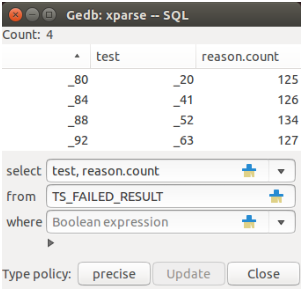 Gedb: xparse -- SQL
Count: 4
test reason.count
_80 _20 125
_84 _41 126
_88 _52 134
_92 _63 127
select test, reason.count
from TS_FAILED_RESULT
where Boolean expression
Type policy: precise Update Close